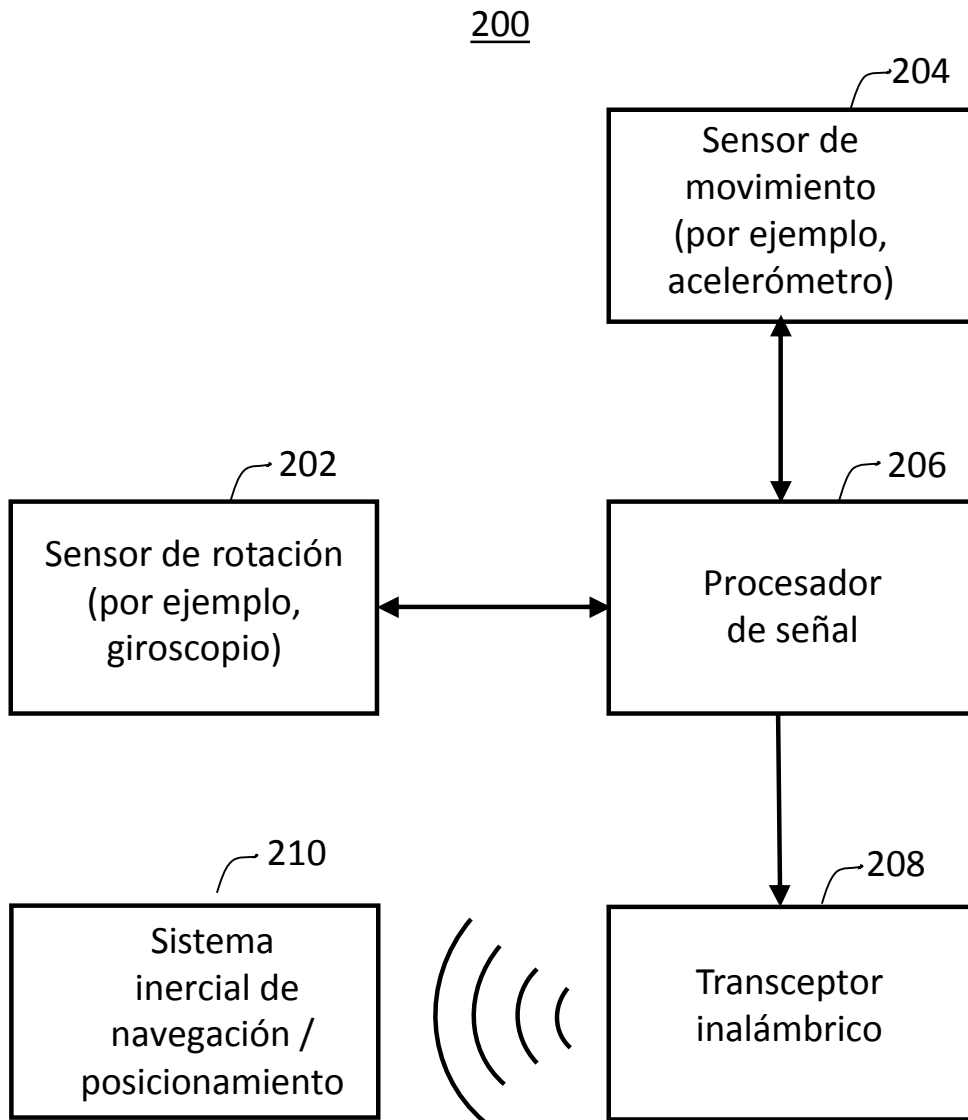 200
204
Sensor de
movimiento
(por ejemplo,
acelerómetro)
202
Sensor de rotación
(por ejemplo,
giroscopio)
206
Procesador
de señal
210
Sistema
inercial de
navegación /
posicionamiento
208
Transceptor
inalámbrico